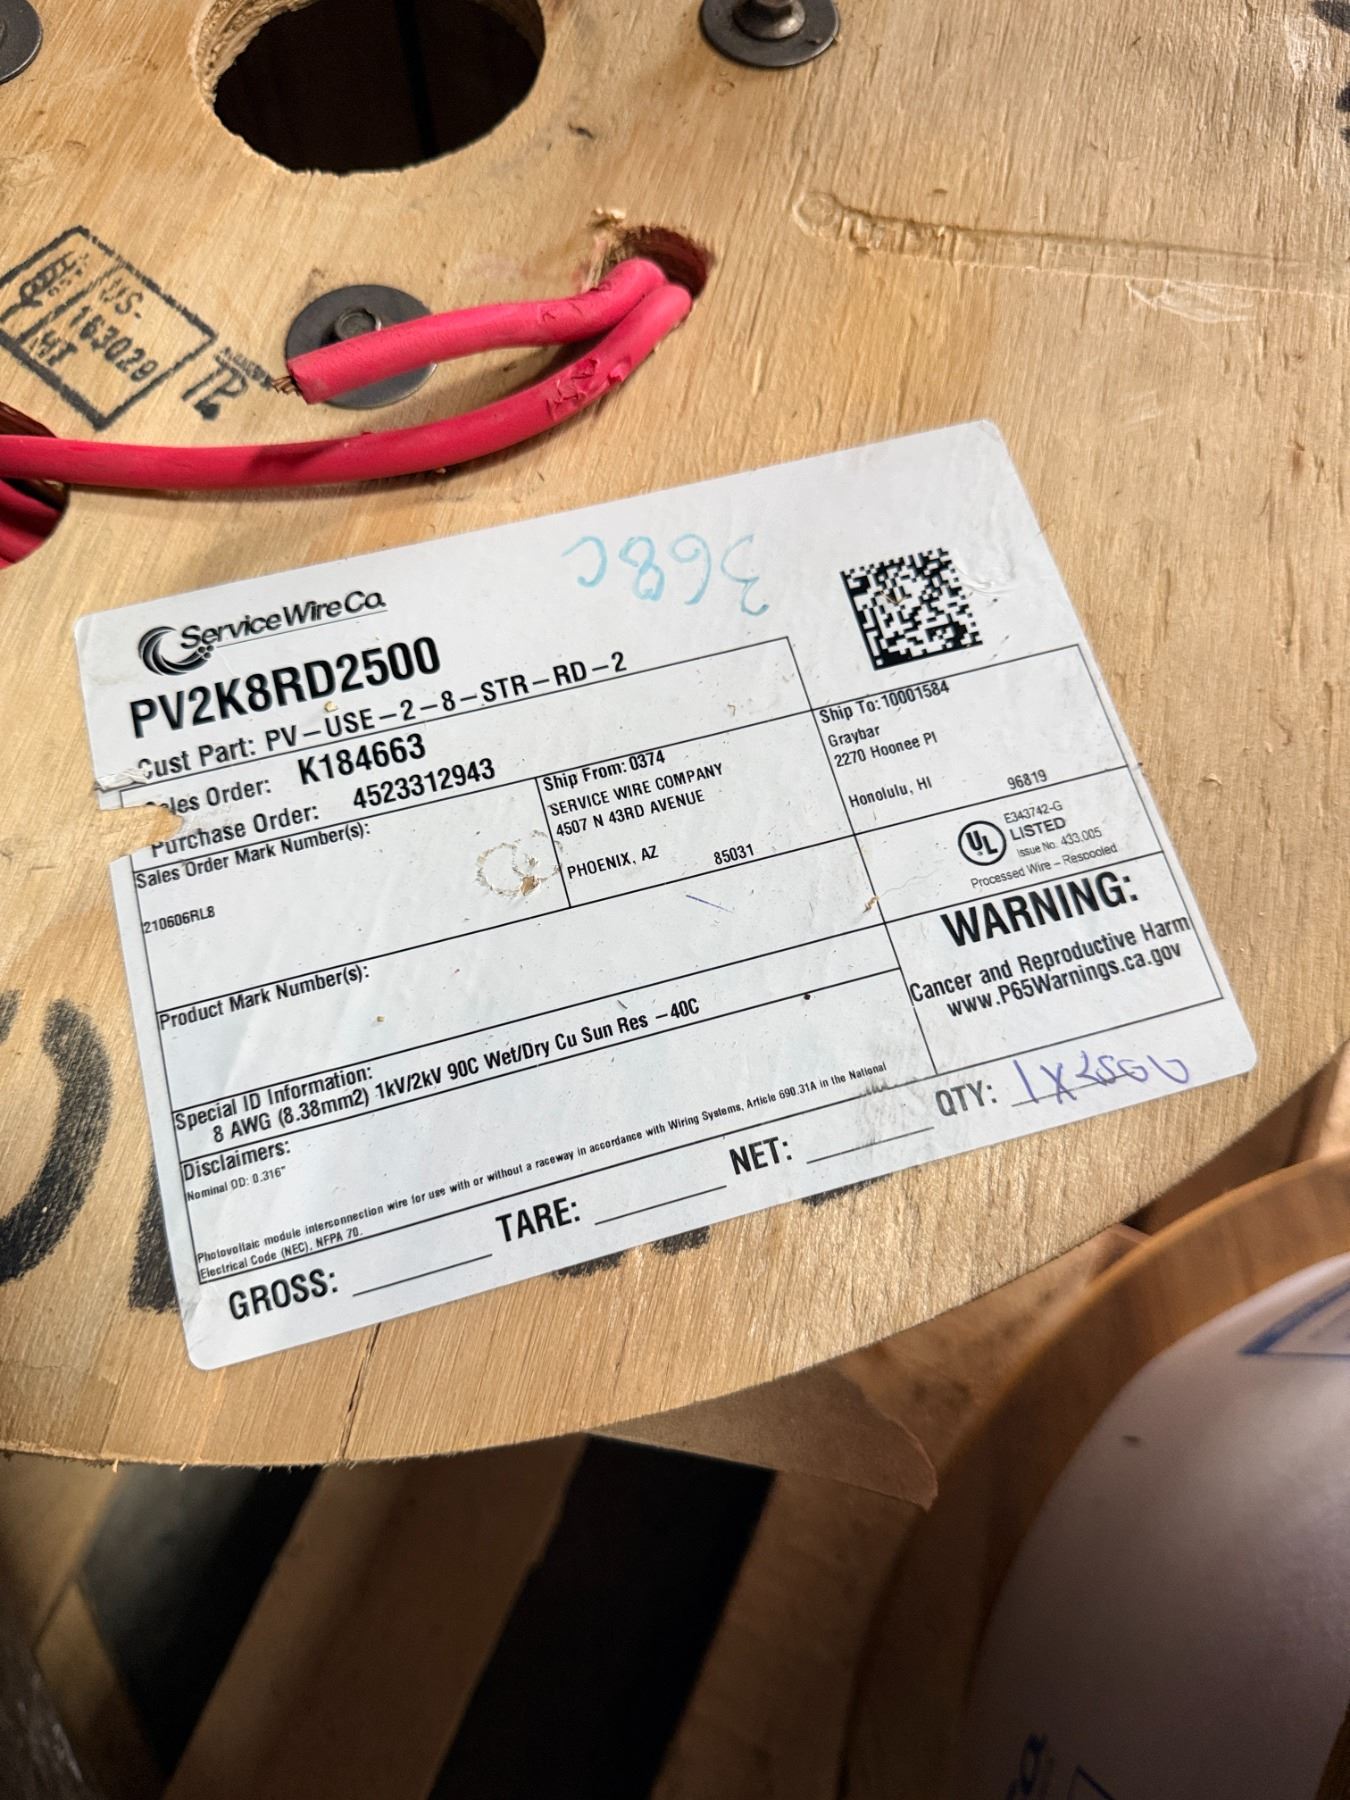 US-
163029
HT
TP
368C
Service Wire Co.
PV2K8RD2500
Cust Part: PV-USE-2-8-STR-RD-2
Sales Order: K184663
Purchase Order: 4523312943
Sales Order Mark Number(s):
210606RL8
Ship From: 0374
SERVICE WIRE COMPANY
4507 N 43RD AVENUE
PHOENIX, AZ 85031
Ship To: 10001584
Graybar
2270 Hoonee Pl
Honolulu, HI 96819
UL
E343742-G
LISTED
Issue No. 433,005
Processed Wire - Respooled
Product Mark Number(s):
WARNING:
Cancer and Reproductive Harm
www.P65Warnings.ca.gov
Special ID Information:
8 AWG (8.38mm2) 1kV/2kV 90C Wet/Dry Cu Sun Res -40C
Disclaimers:
Nominal OD: 0.316"
Photovoltaic module interconnection wire for use with or without a raceway in accordance with Wiring Systems, Article 690.31A in the National
Electrical Code (NEC), NFPA 70.
GROSS: TARE: NET: QTY: 1X2500